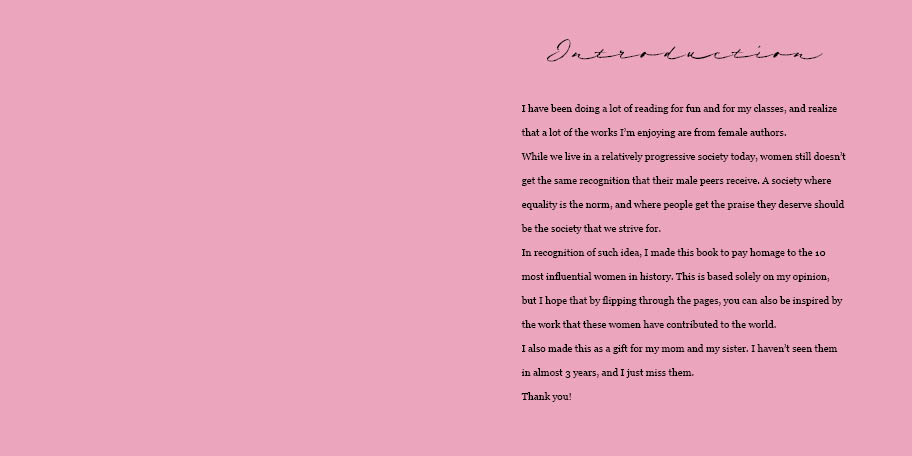 Introduction
I have been doing a lot of reading for fun and for my classes, and realize
that a lot of the works I'm enjoying are from female authors.
While we live in a relatively progressive society today, women still doesn't
get the same recognition that their male peers receive. A society where
equality is the norm, and where people get the praise they deserve should
be the society that we strive for.
In recognition of such idea, I made this book to pay homage to the 10
most influential women in history. This is based solely on my opinion,
but I hope that by flipping through the pages, you can also be inspired by
the work that these women have contributed to the world.
I also made this as a gift for my mom and my sister. I haven't seen them
in almost 3 years, and I just miss them.
Thank you!